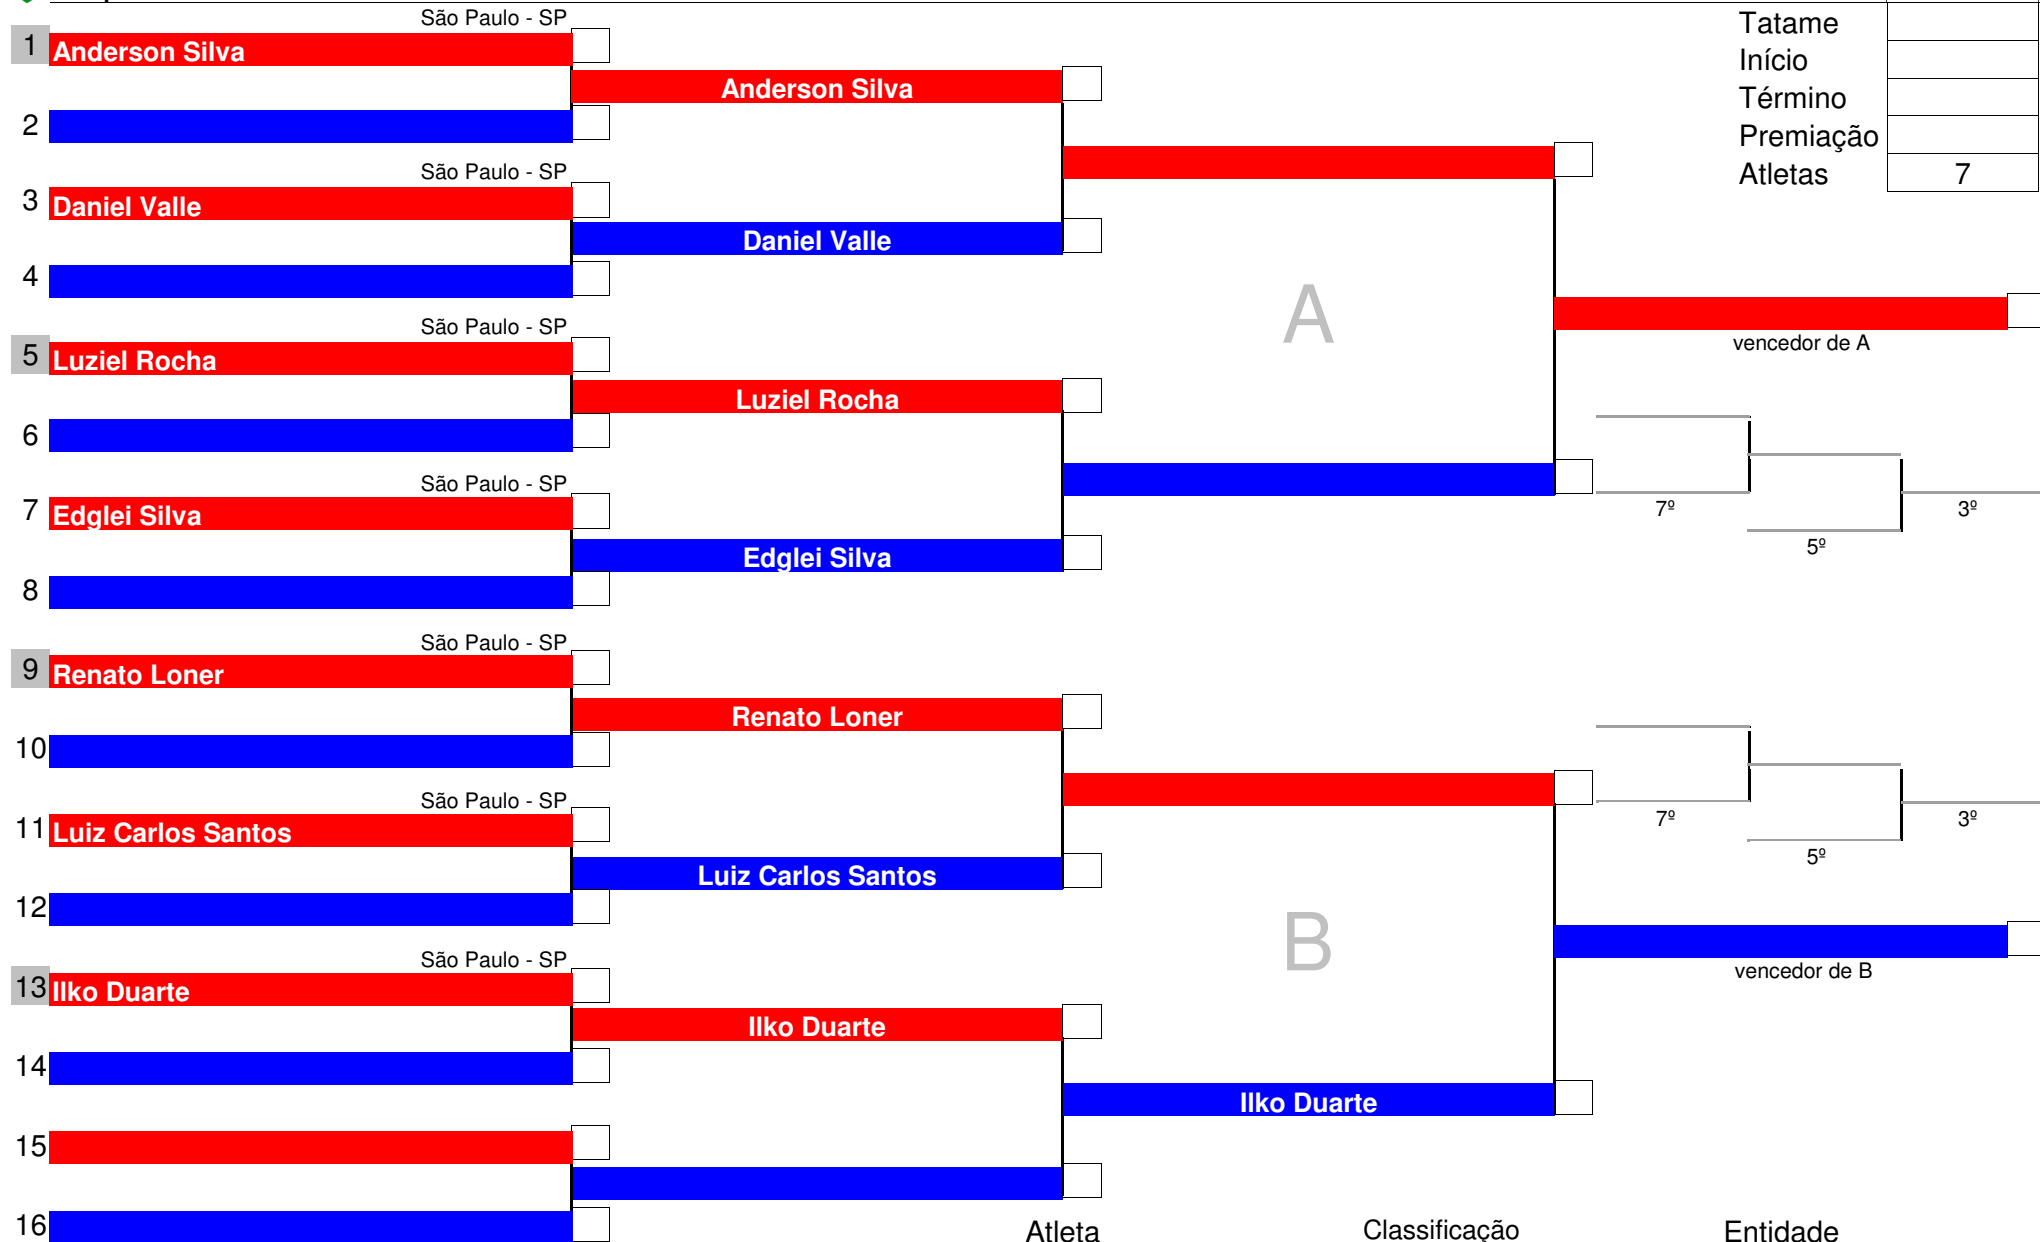 São Paulo - SP
Tatame
1 Anderson Silva
Início
Anderson Silva
Término
2
Premiação
São Paulo - SP
Atletas 7
3 Daniel Valle
Daniel Valle
4
A
São Paulo - SP
vencedor de A
5 Luziel Rocha
Luziel Rocha
6
São Paulo - SP
7 Edglei Silva
7º 3º
5º
Edglei Silva
8
São Paulo - SP
9 Renato Loner
Renato Loner
10
São Paulo - SP
7º 3º
11 Luiz Carlos Santos
5º
Luiz Carlos Santos
12
B
São Paulo - SP
vencedor de B
13 Ilko Duarte
Ilko Duarte
14
Ilko Duarte
15
16
Atleta Classificação Entidade